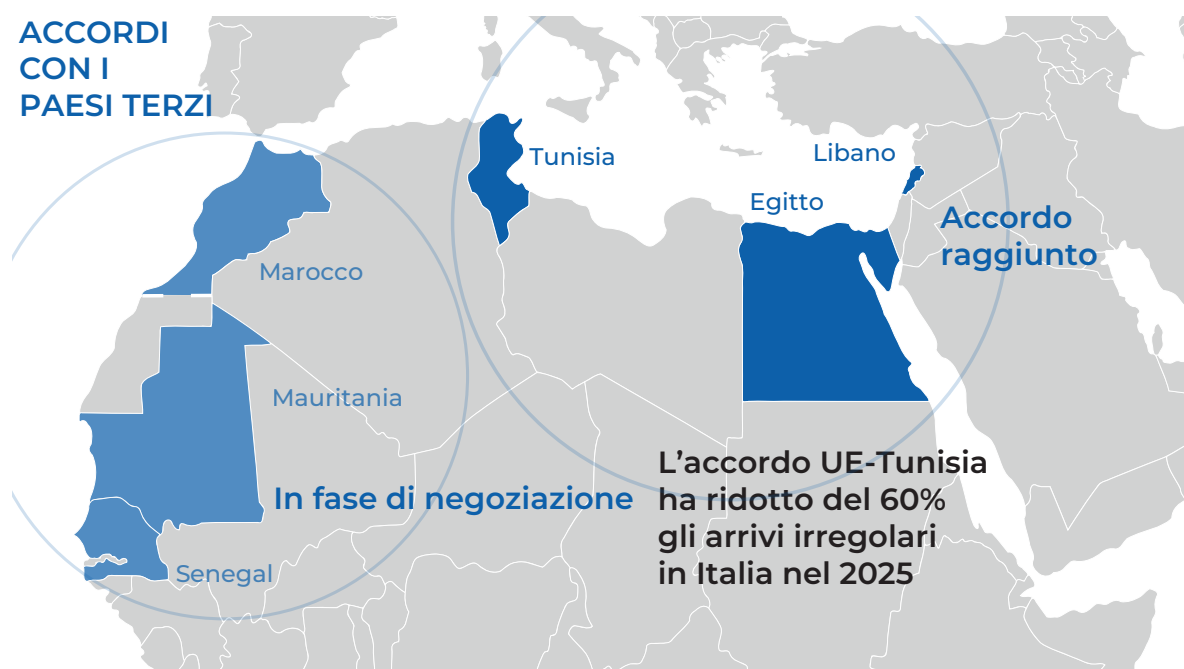 ACCORDI
CON I
PAESI TERZI
Tunisia
Libano
Egitto
Accordo
raggiunto
Marocco
Mauritania
In fase di negoziazione
Senegal
L’accordo UE-Tunisia
ha ridotto del 60%
gli arrivi irregolari
in Italia nel 2025